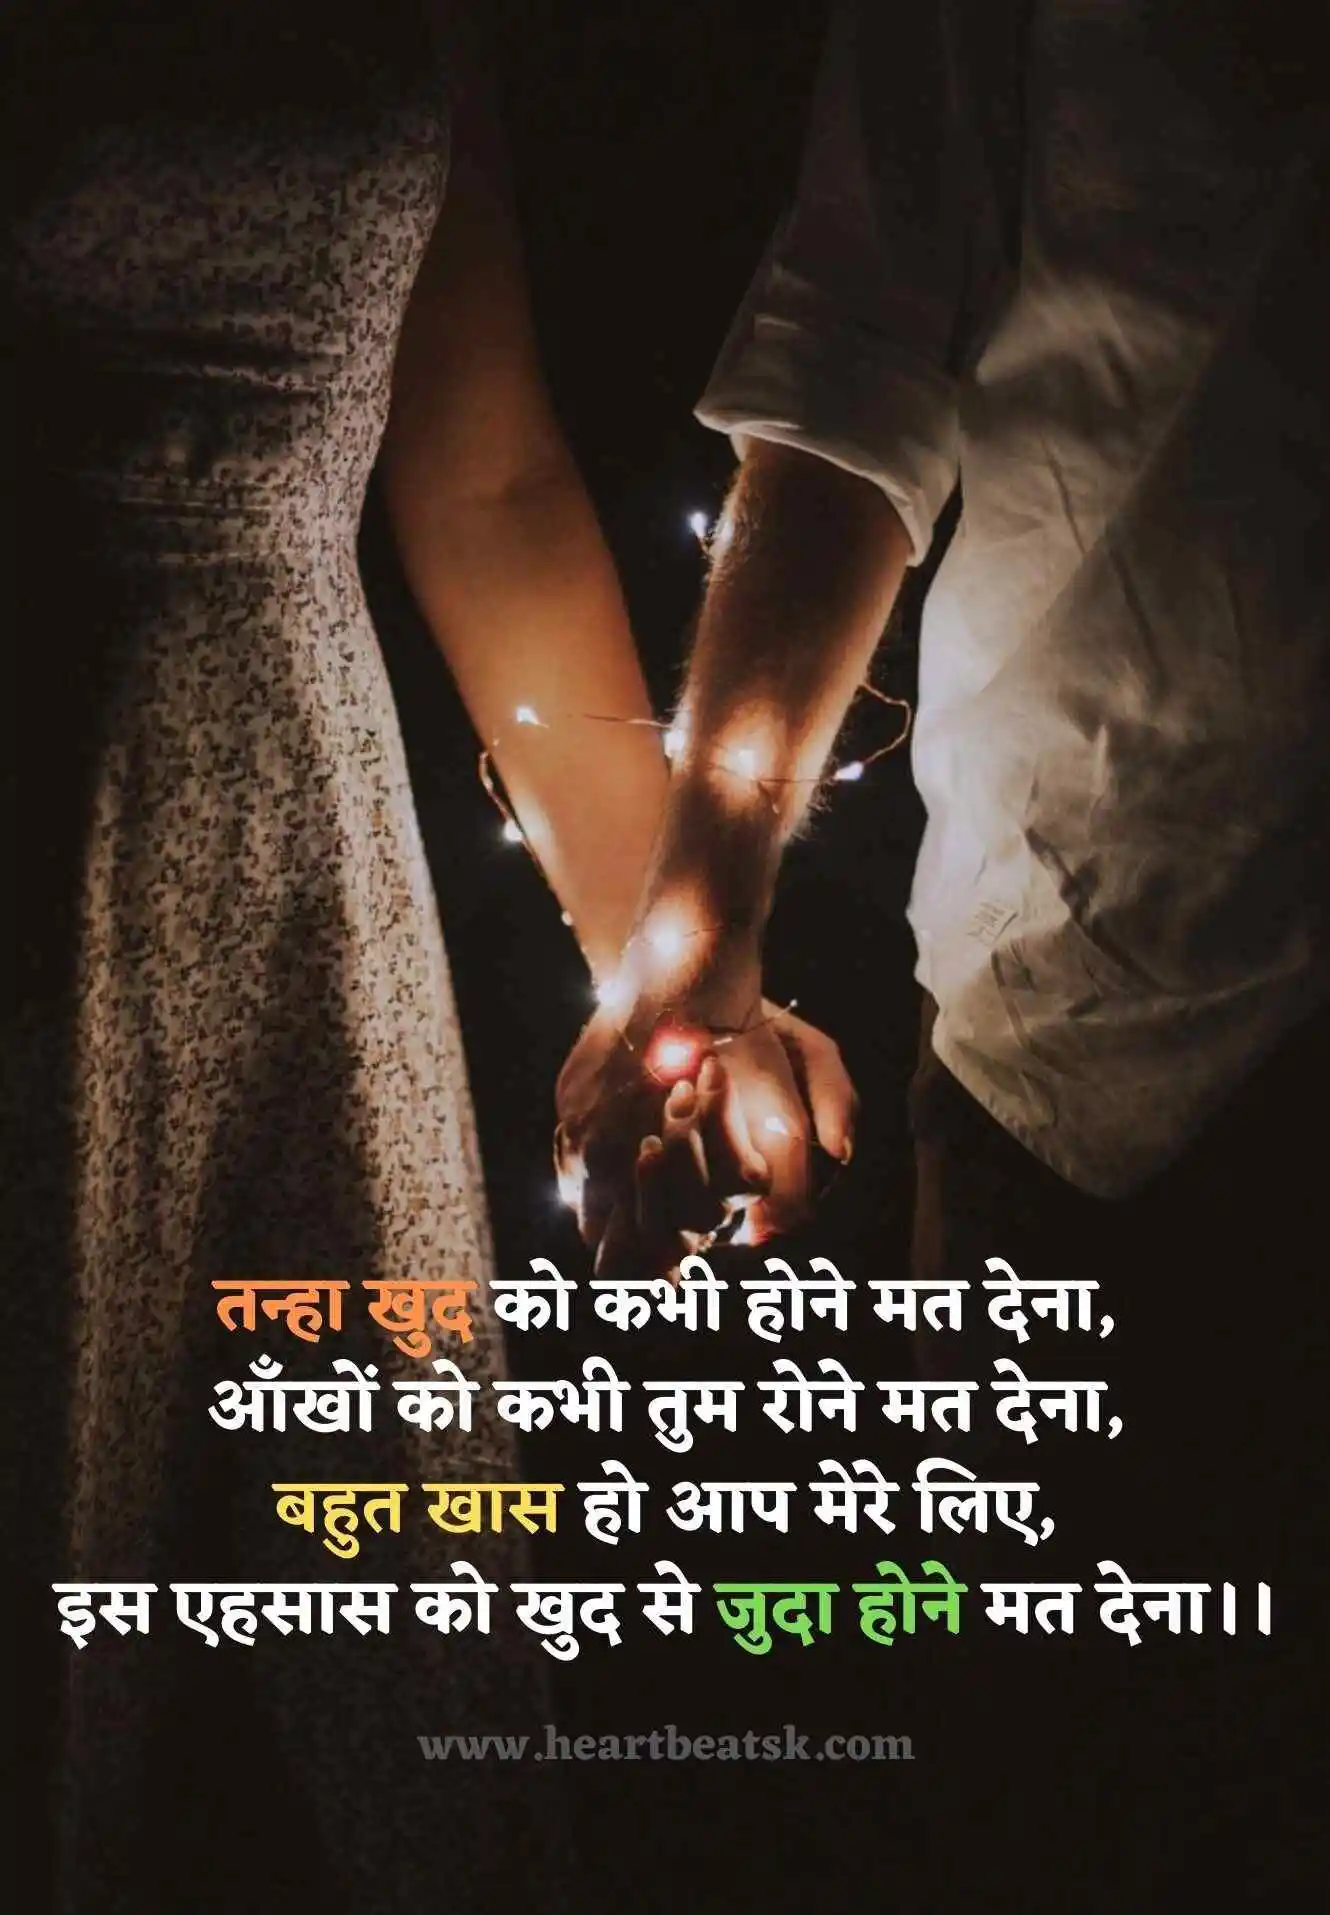 तन्हा खुद को कभी होने मत देना,
आँखों को कभी तुम रोने मत देना,
बहुत खास हो आप मेरे लिए,
इस एहसास को खुद से जुदा होने मत देना।।
www.heartbeatsk.com